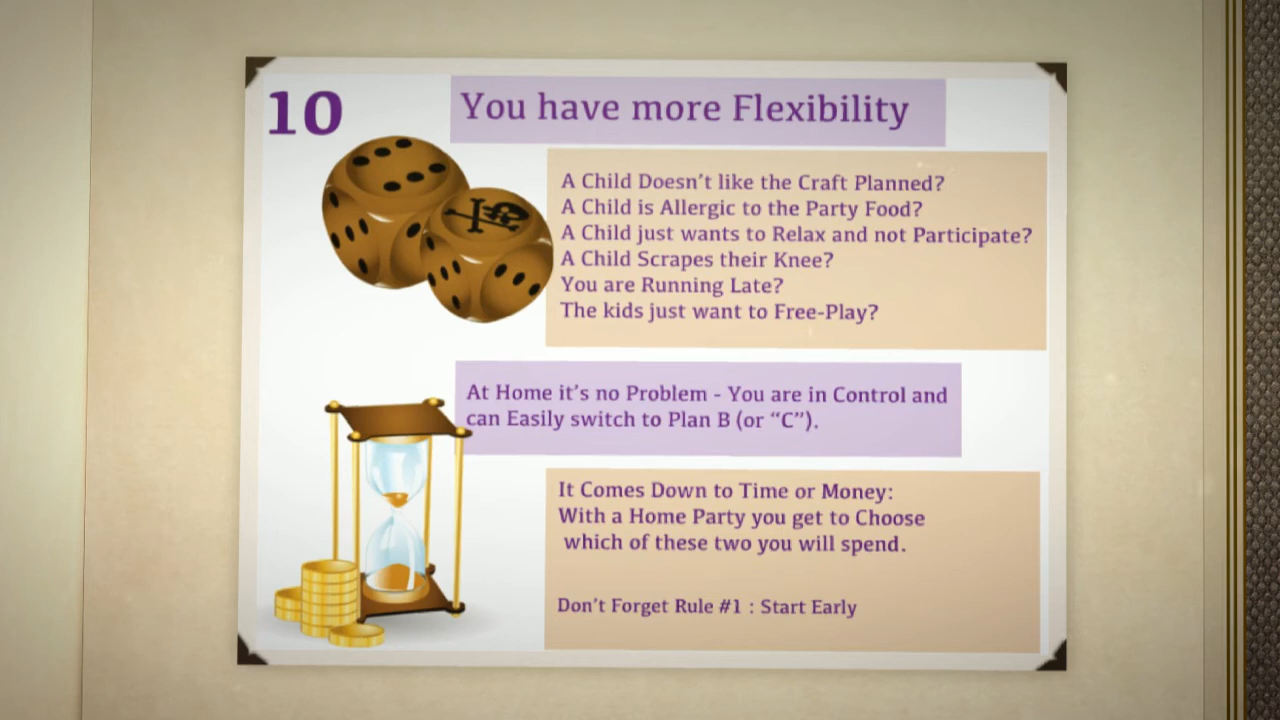 10
You have more Flexibility
A Child Doesn't like the Craft Planned?
A Child is Allergic to the Party Food?
A Child just wants to Relax and not Participate?
A Child Scrapes their Knee?
You are Running Late?
The kids just want to Free-Play?
At Home it's no Problem - You are in Control and
can Easily switch to Plan B (or “C”).
It Comes Down to Time or Money:
With a Home Party you get to Choose
which of these two you will spend.
Don't Forget Rule #1 : Start Early